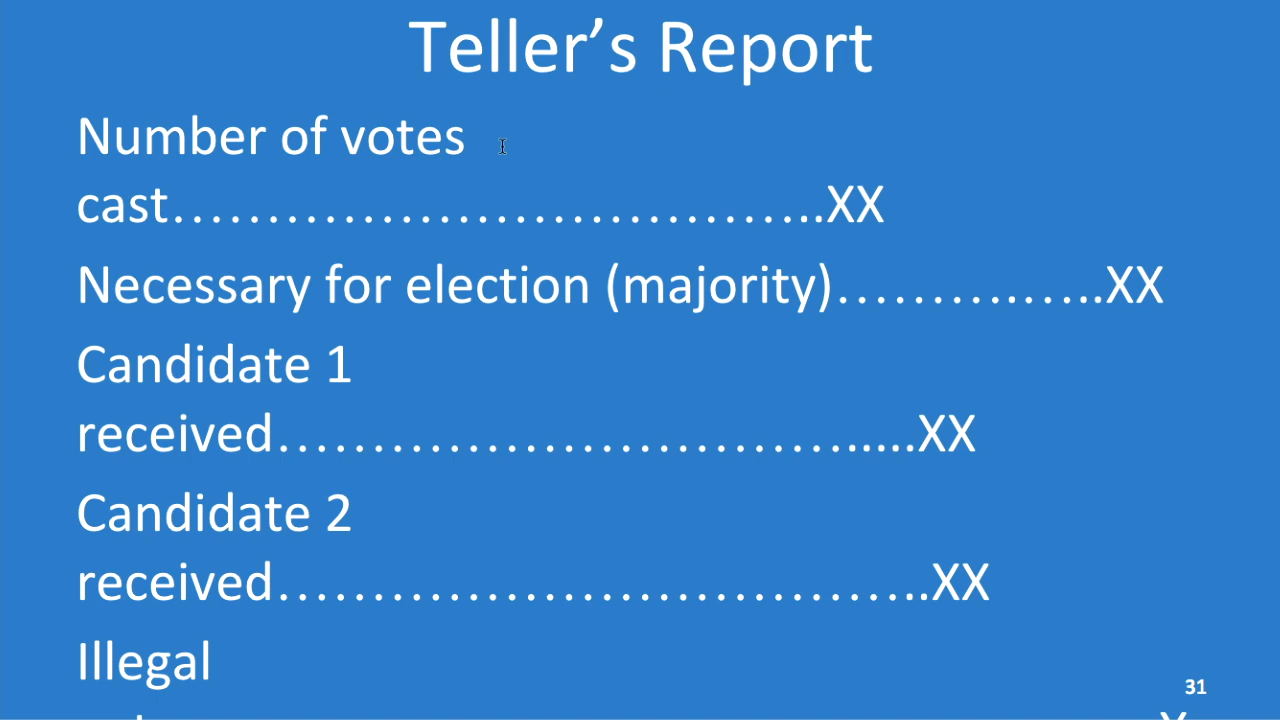 Teller’s Report
Number of votes
cast……………………………..XX
Necessary for election (majority)……….…..XX
Candidate 1
received………………………….....XX
Candidate 2
received……………………………..XX
Illegal
31